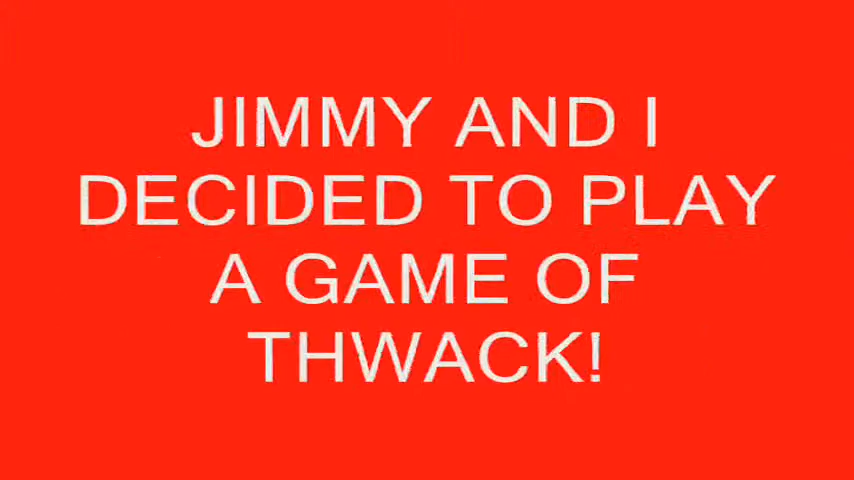 JIMMY AND I
DECIDED TO PLAY
A GAME OF
THWACK!